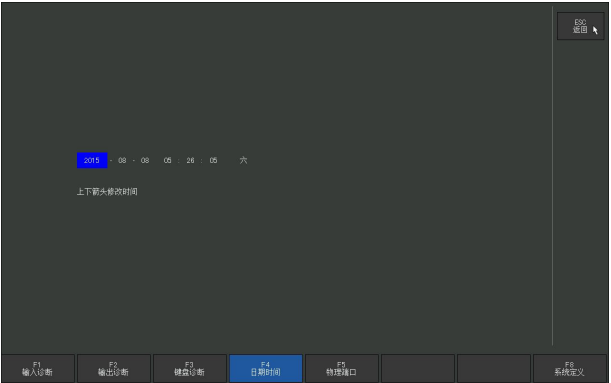 ESC
返回
2015 - 08 - 08 05 : 26 : 05 六
上下箭头修改时间
F1
输入诊断
F2
输出诊断
F3
键盘诊断
F4
日期时间
F5
物理端口
F8
系统定义